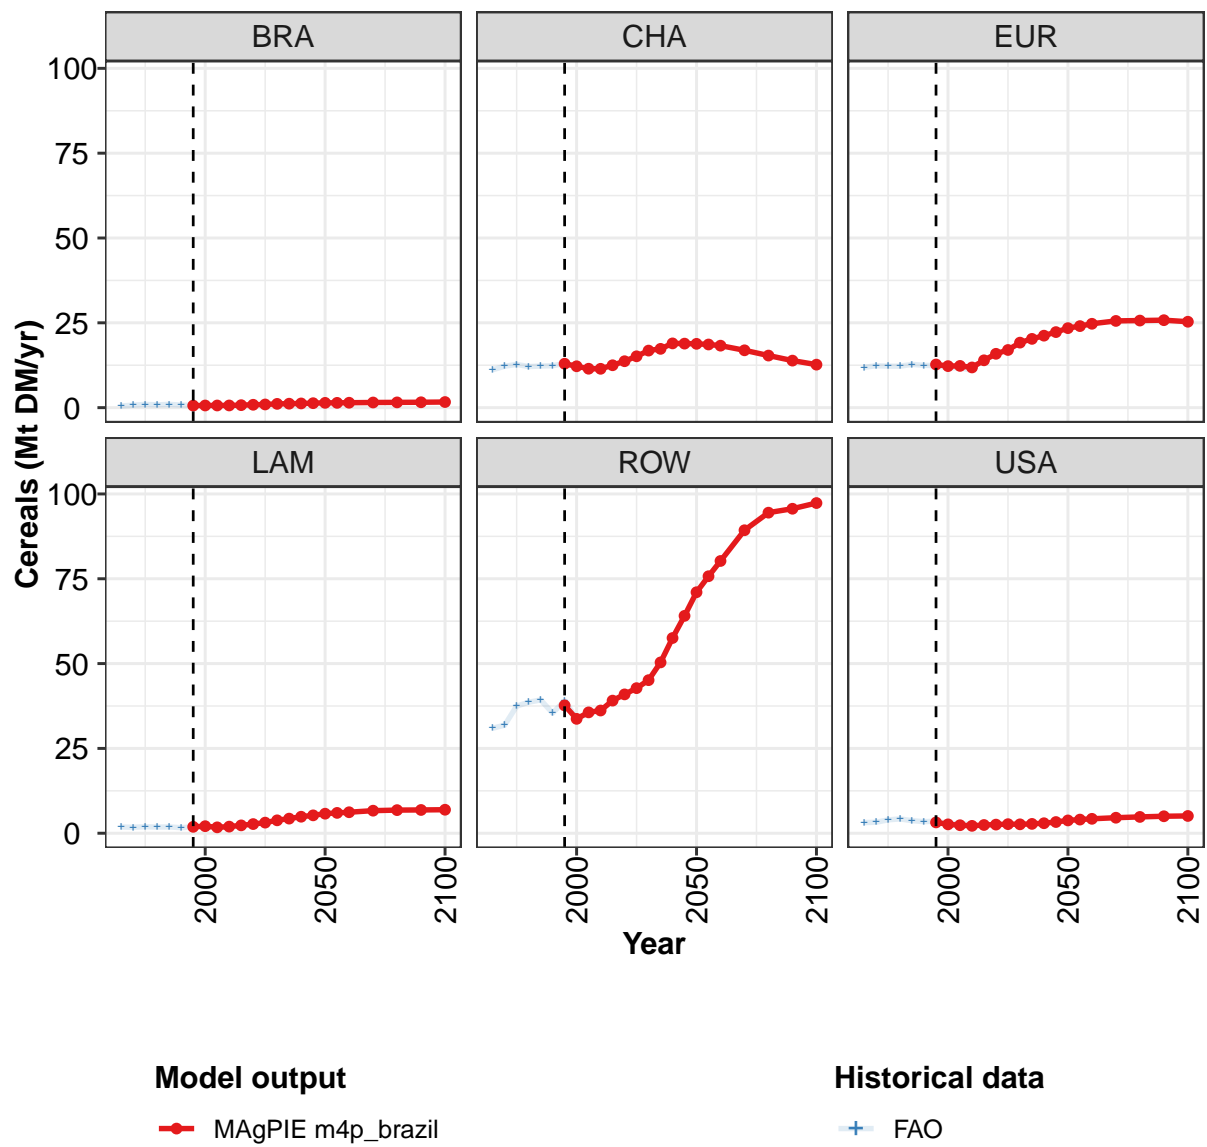 BRA CHA EUR
100
75
50
25
0
LAM ROW USA
100
75
50
25
0
Cereals (Mt DM/yr)
2000 2050 2100 2000 2050 2100 2000 2050 2100
Year
Model output Historical data
MAgPIE m4p_brazil FAO